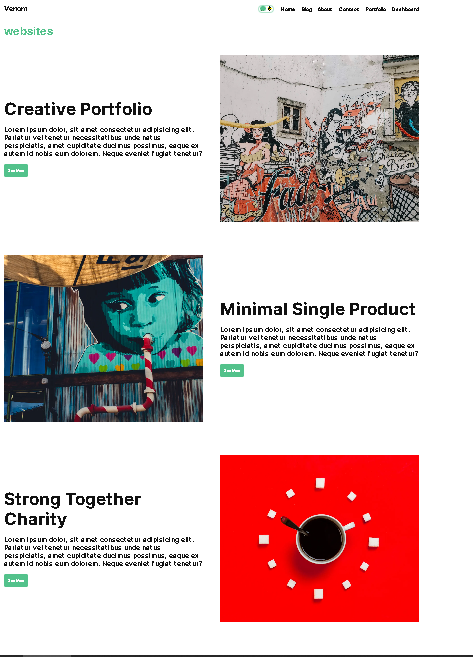 Venom
Home Blog About Contact Portfolio Dashboard
websites
Creative Portfolio
Lorem ipsum dolor, sit amet consectetur adipisicing elit.
Pariatur vel tenetur necessitatibus unde natus
perspiciatis, amet cupiditate ducimus possimus, eaque ex
autem id nobis eum dolorem. Neque eveniet fugiat tenetur?
See More
Minimal Single Product
Lorem ipsum dolor, sit amet consectetur adipisicing elit.
Pariatur vel tenetur necessitatibus unde natus
perspiciatis, amet cupiditate ducimus possimus, eaque ex
autem id nobis eum dolorem. Neque eveniet fugiat tenetur?
See More
Strong Together
Charity
Lorem ipsum dolor, sit amet consectetur adipisicing elit.
Pariatur vel tenetur necessitatibus unde natus
perspiciatis, amet cupiditate ducimus possimus, eaque ex
autem id nobis eum dolorem. Neque eveniet fugiat tenetur?
See More